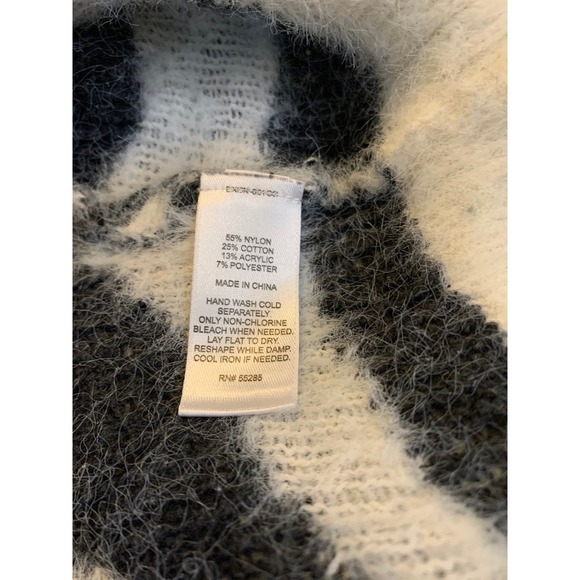 55% NYLON
25% COTTON
13% ACRYLIC
7% POLYESTER
MADE IN CHINA
HAND WASH COLD
SEPARATELY.
ONLY NON-CHLORINE
BLEACH WHEN NEEDED.
LAY FLAT TO DRY.
RESHAPE WHILE DAMP.
COOL IRON IF NEEDED.
RN# 55285